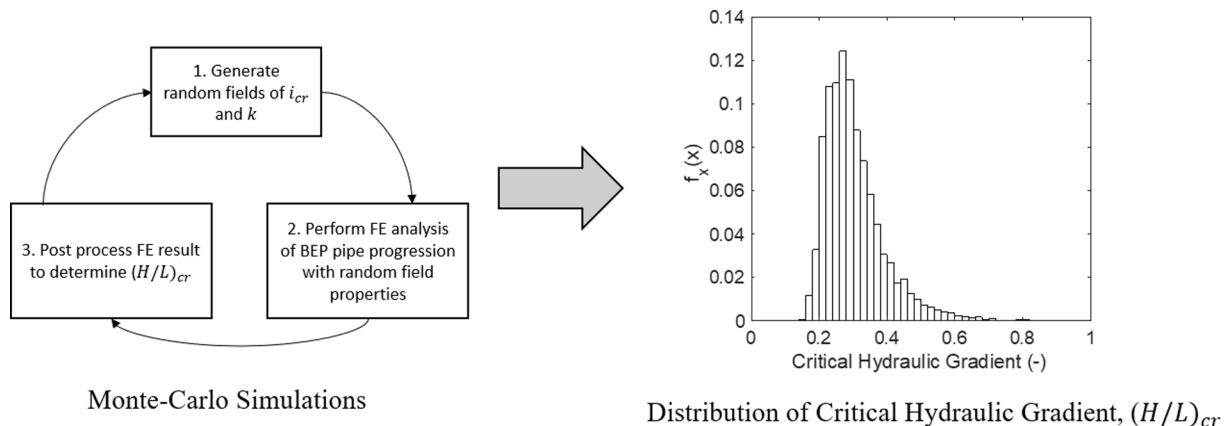 1. Generate
random fields of i_cr
and k
2. Perform FE analysis
of BEP pipe progression
with random field
properties
3. Post process FE result
to determine (H/L)_cr
Monte-Carlo Simulations
0.14
0.12
0.1
0.08
0.06
0.04
0.02
0
f_x(x)
0 0.2 0.4 0.6 0.8 1
Critical Hydraulic Gradient (-)
Distribution of Critical Hydraulic Gradient, (H/L)_cr